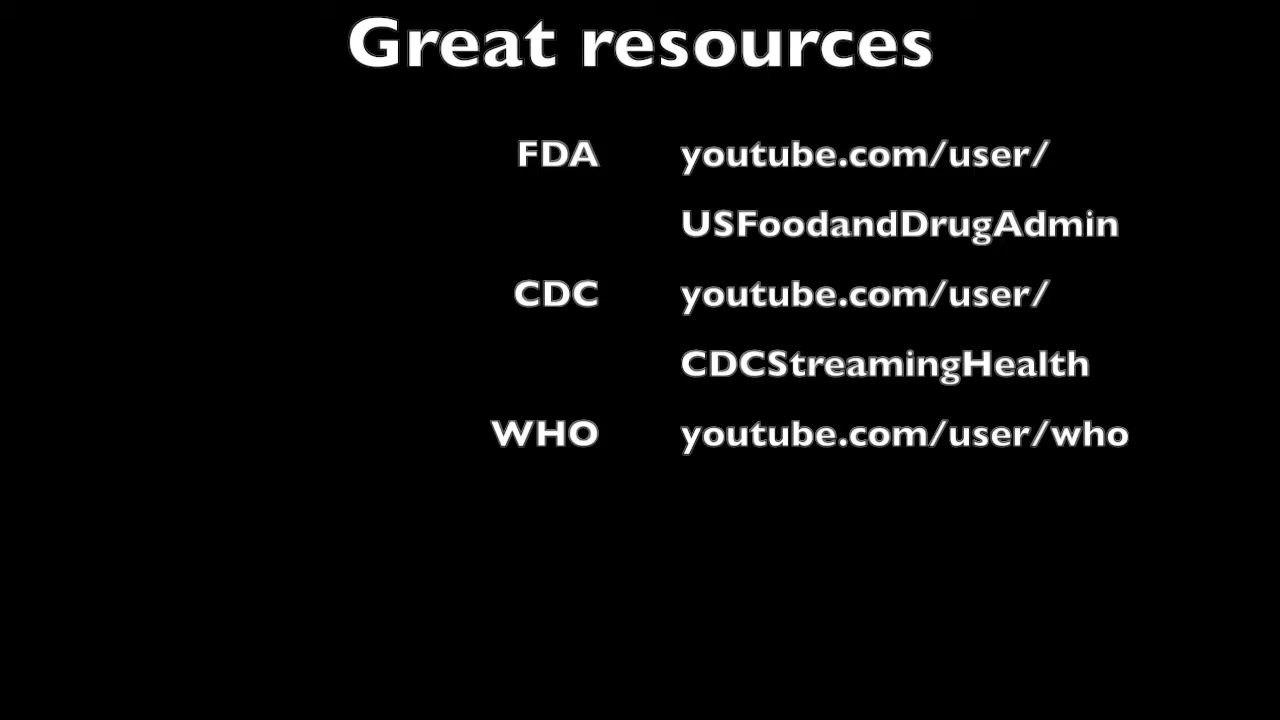 Great resources
FDA youtube.com/user/
USFoodandDrugAdmin
CDC youtube.com/user/
CDCStreamingHealth
WHO youtube.com/user/who